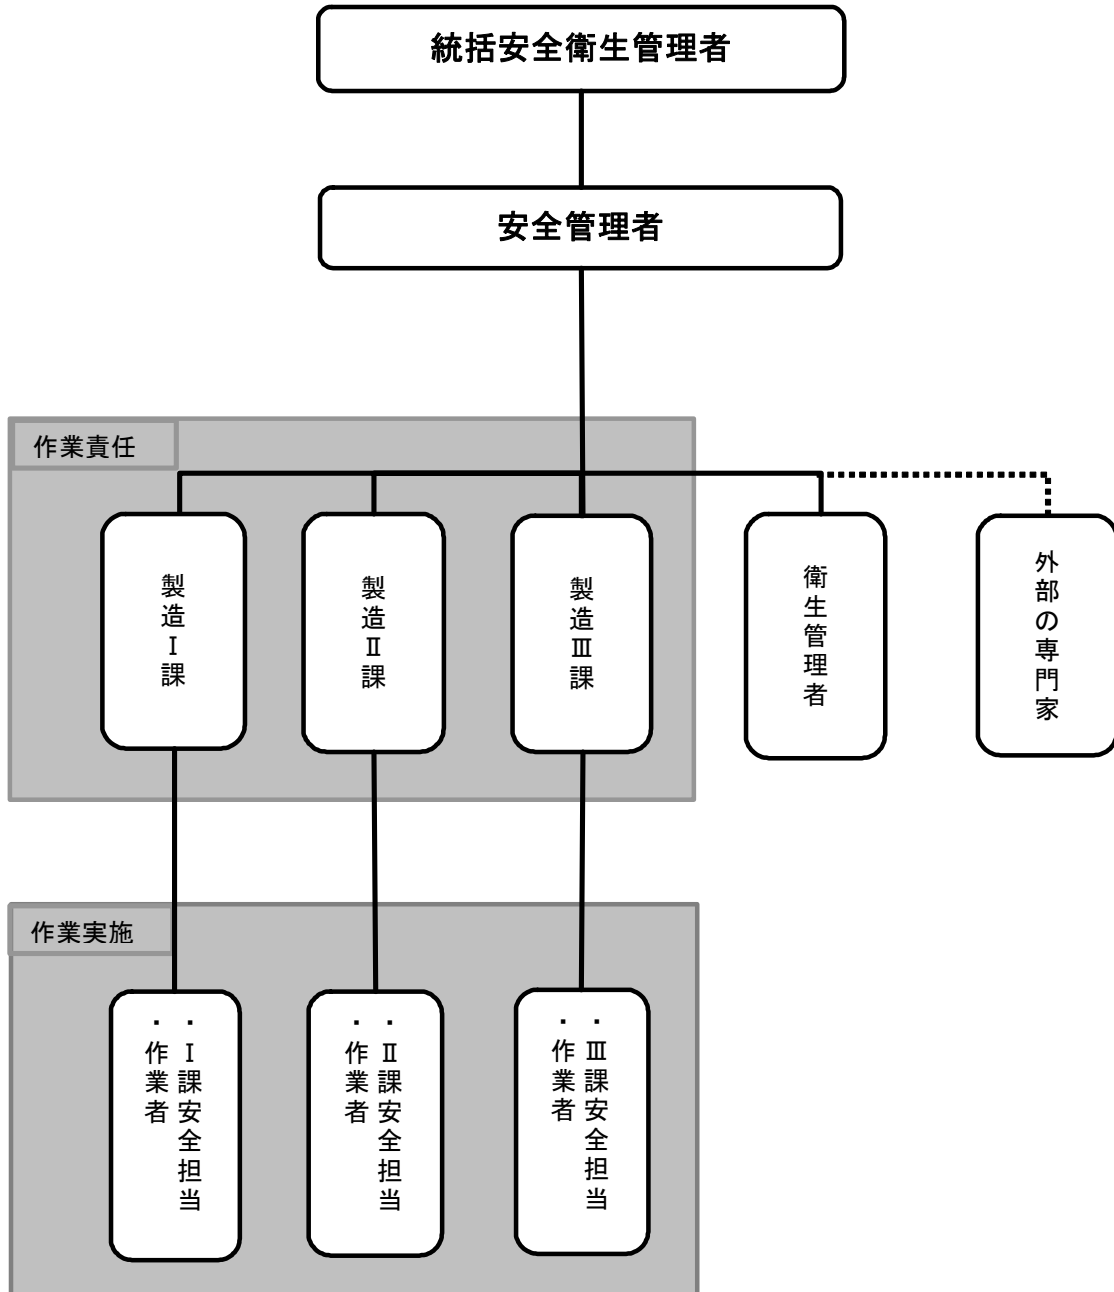 統括安全衛生管理者
安全管理者
作業責任
製造Ⅰ課
製造Ⅱ課
製造Ⅲ課
衛生管理者
外部の専門家
作業実施
・Ⅰ課安全担当
・作業者
・Ⅱ課安全担当
・作業者
・Ⅲ課安全担当
・作業者